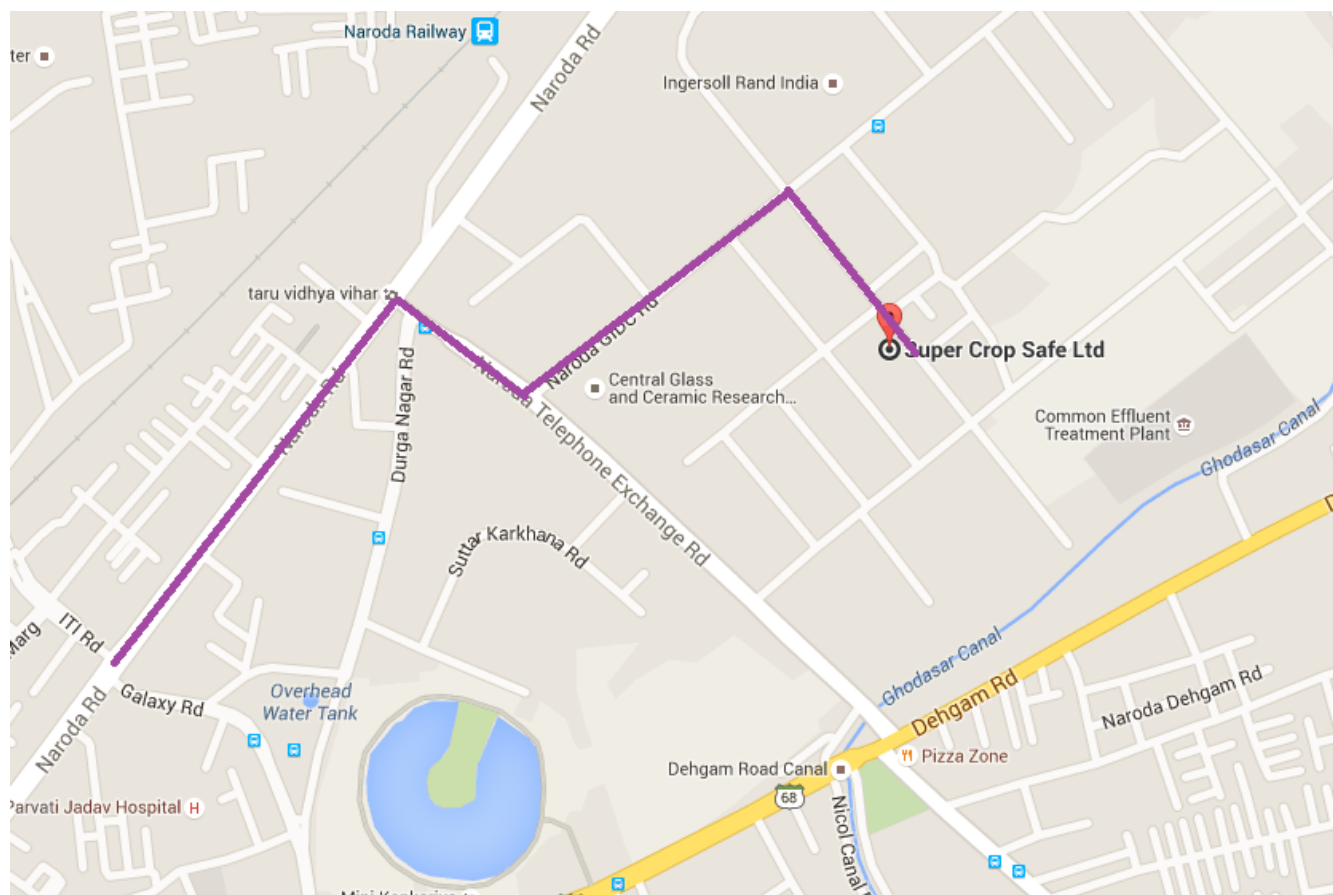 Naroda Railway
ter
Naroda Rd
Ingersoll Rand India
taru vidhya vihar
Naroda Rd
Durga Nagar Rd
Naroda Telephone Exchange Rd
Naroda GIDC Rd
Central Glass
and Ceramic Research...
Super Crop Safe Ltd
Common Effluent
Treatment Plant
Ghodasar Canal
Suttar Karkhana Rd
ITI Rd
Marg
Galaxy Rd
Naroda Rd
Overhead
Water Tank
Ghodasar Canal
Dehgam Rd
Naroda Dehgam Rd
Pizza Zone
Dehgam Road Canal
68
Nicol Canal
Parvati Jadav Hospital
H